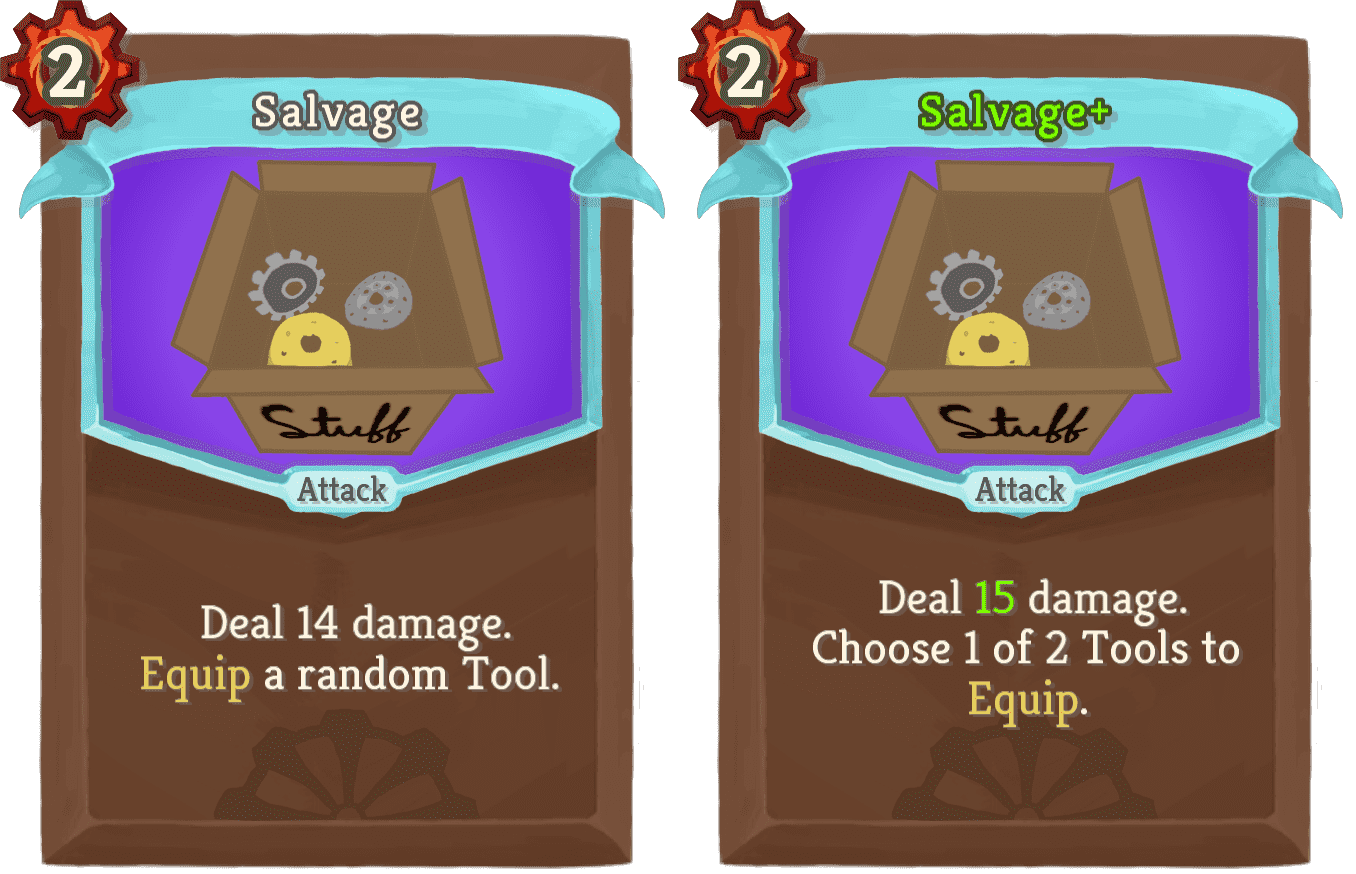 2
Salvage
Stuff
Attack
Deal 14 damage.
Equip a random Tool.
2
Salvage+
Stuff
Attack
Deal 15 damage.
Choose 1 of 2 Tools to
Equip.